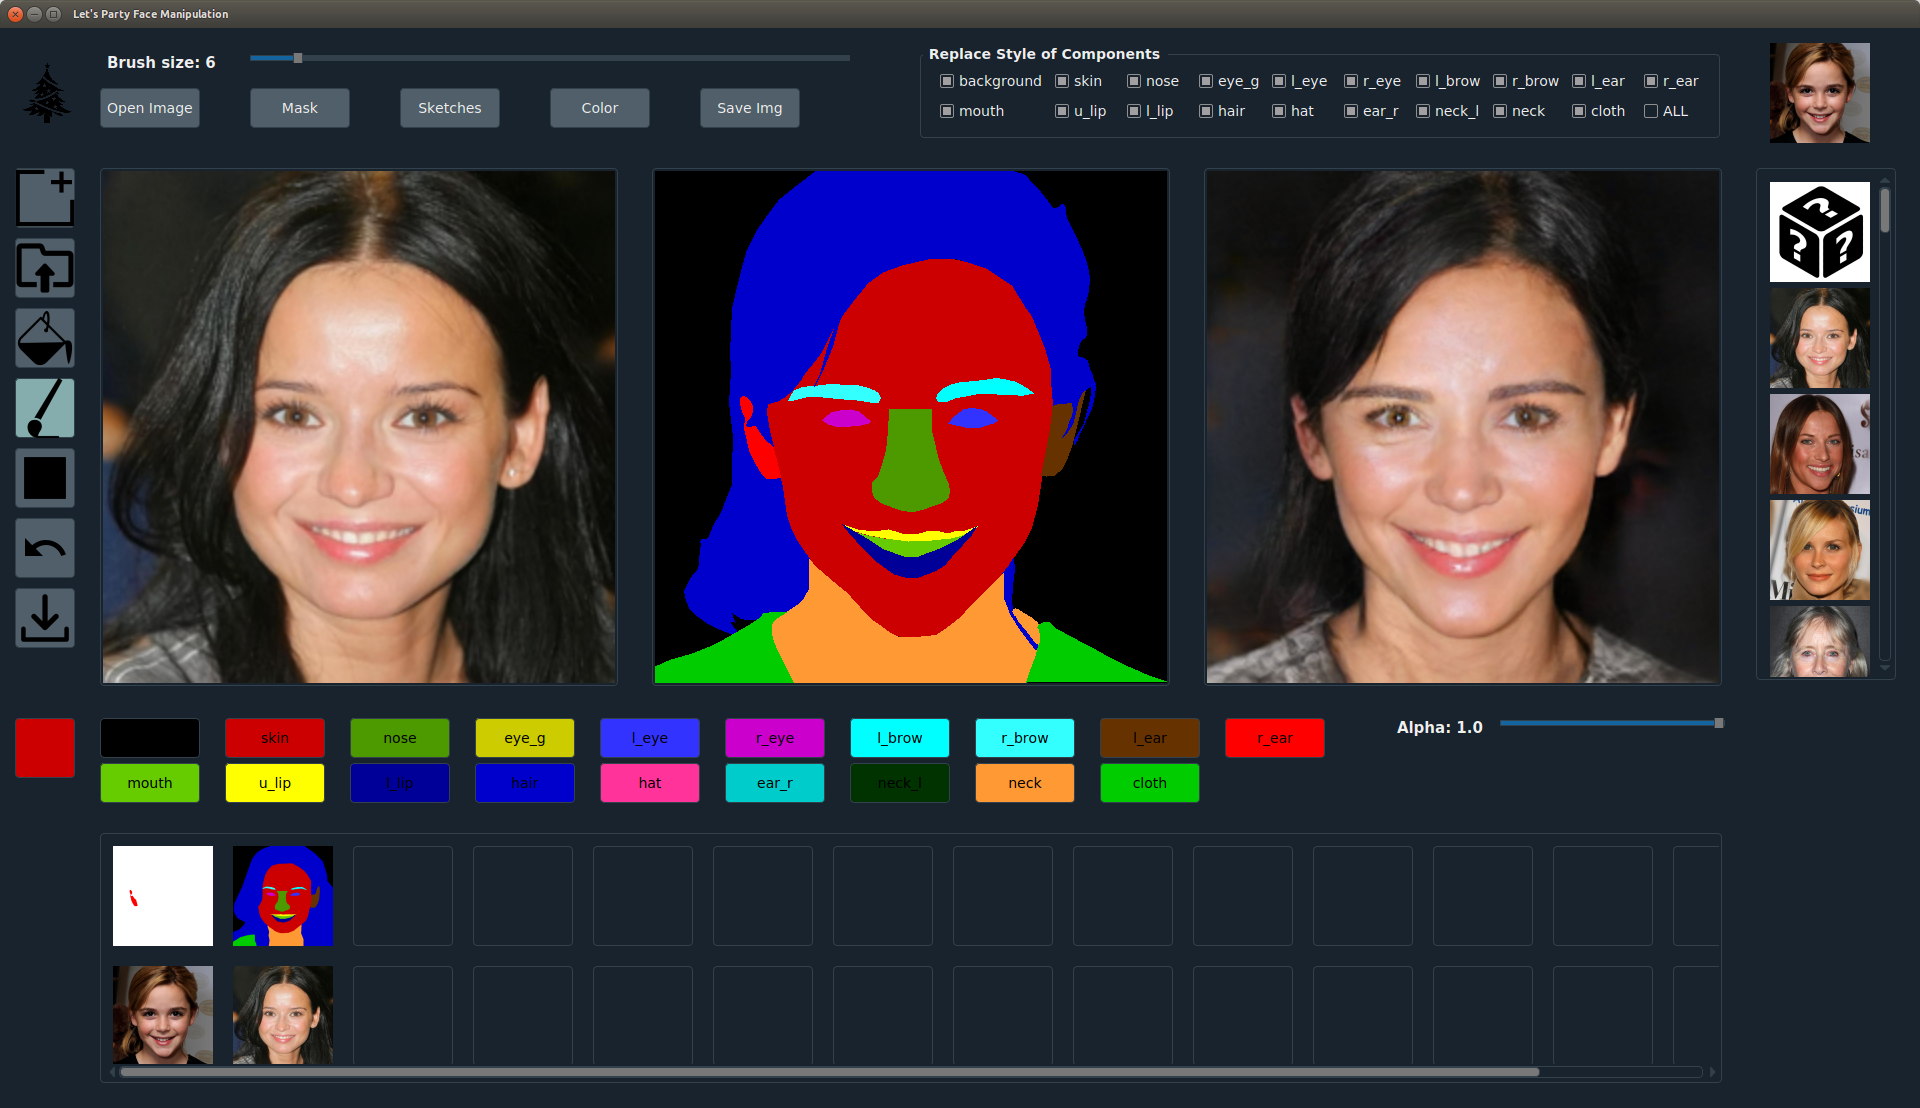 Let's Party Face Manipulation
Brush size: 6
Open Image
Mask
Sketches
Color
Save Img
Replace Style of Components
background skin nose eye_g l_eye r_eye l_brow r_brow l_ear r_ear
mouth u_lip l_lip hair hat ear_r neck_l neck cloth ALL
skin nose eye_g l_eye r_eye l_brow r_brow l_ear r_ear
mouth u_lip l_lip hair hat ear_r neck_l neck cloth
Alpha: 1.0